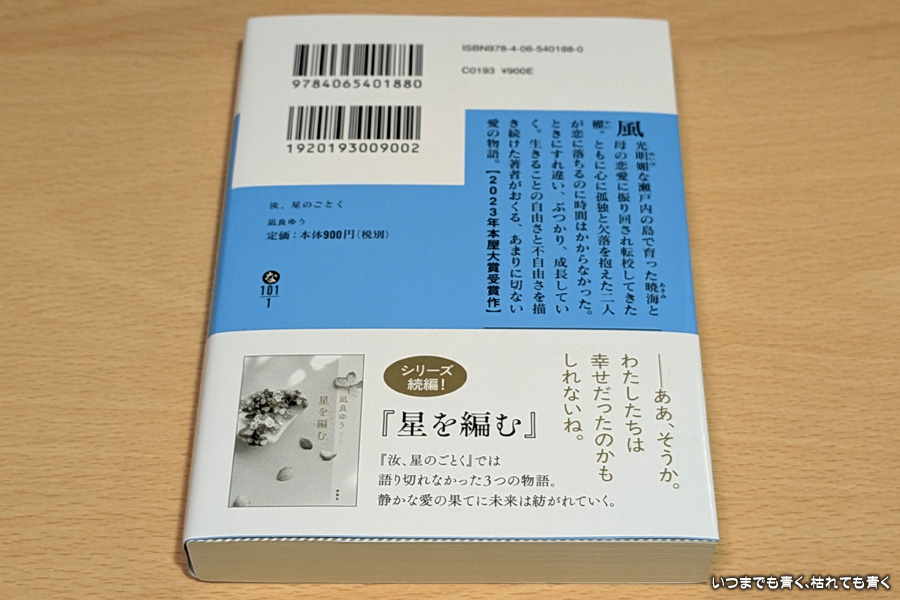 ISBN978-4-06-540188-0
C0193 ¥900E
9784065401880
1920193009002
風光明媚な瀬戸内の島で育った暁海と
母の恋愛に振り回され転校してきた
櫂。ともに心に孤独と欠落を抱えた二人
が恋に落ちるのに時間はかからなかった。
ときにすれ違い、ぶつかり、成長してい
く。生きることの自由さと不自由さを描
き続けた著者がおくる、あまりに切ない
愛の物語。【2023年本屋大賞受賞作】
汝、星のごとく
凪良ゆう
定価:本体900円(税別)
な
101
1
――ああ、そうか。
わたしたちは
幸せだったのかも
しれないね。
シリーズ
続編!
『星を編む』
『汝、星のごとく』では
語り切れなかった3つの物語。
静かな愛の果てに未来は紡がれていく。
凪良ゆう
星を編む
いつまでも青く、枯れても青く